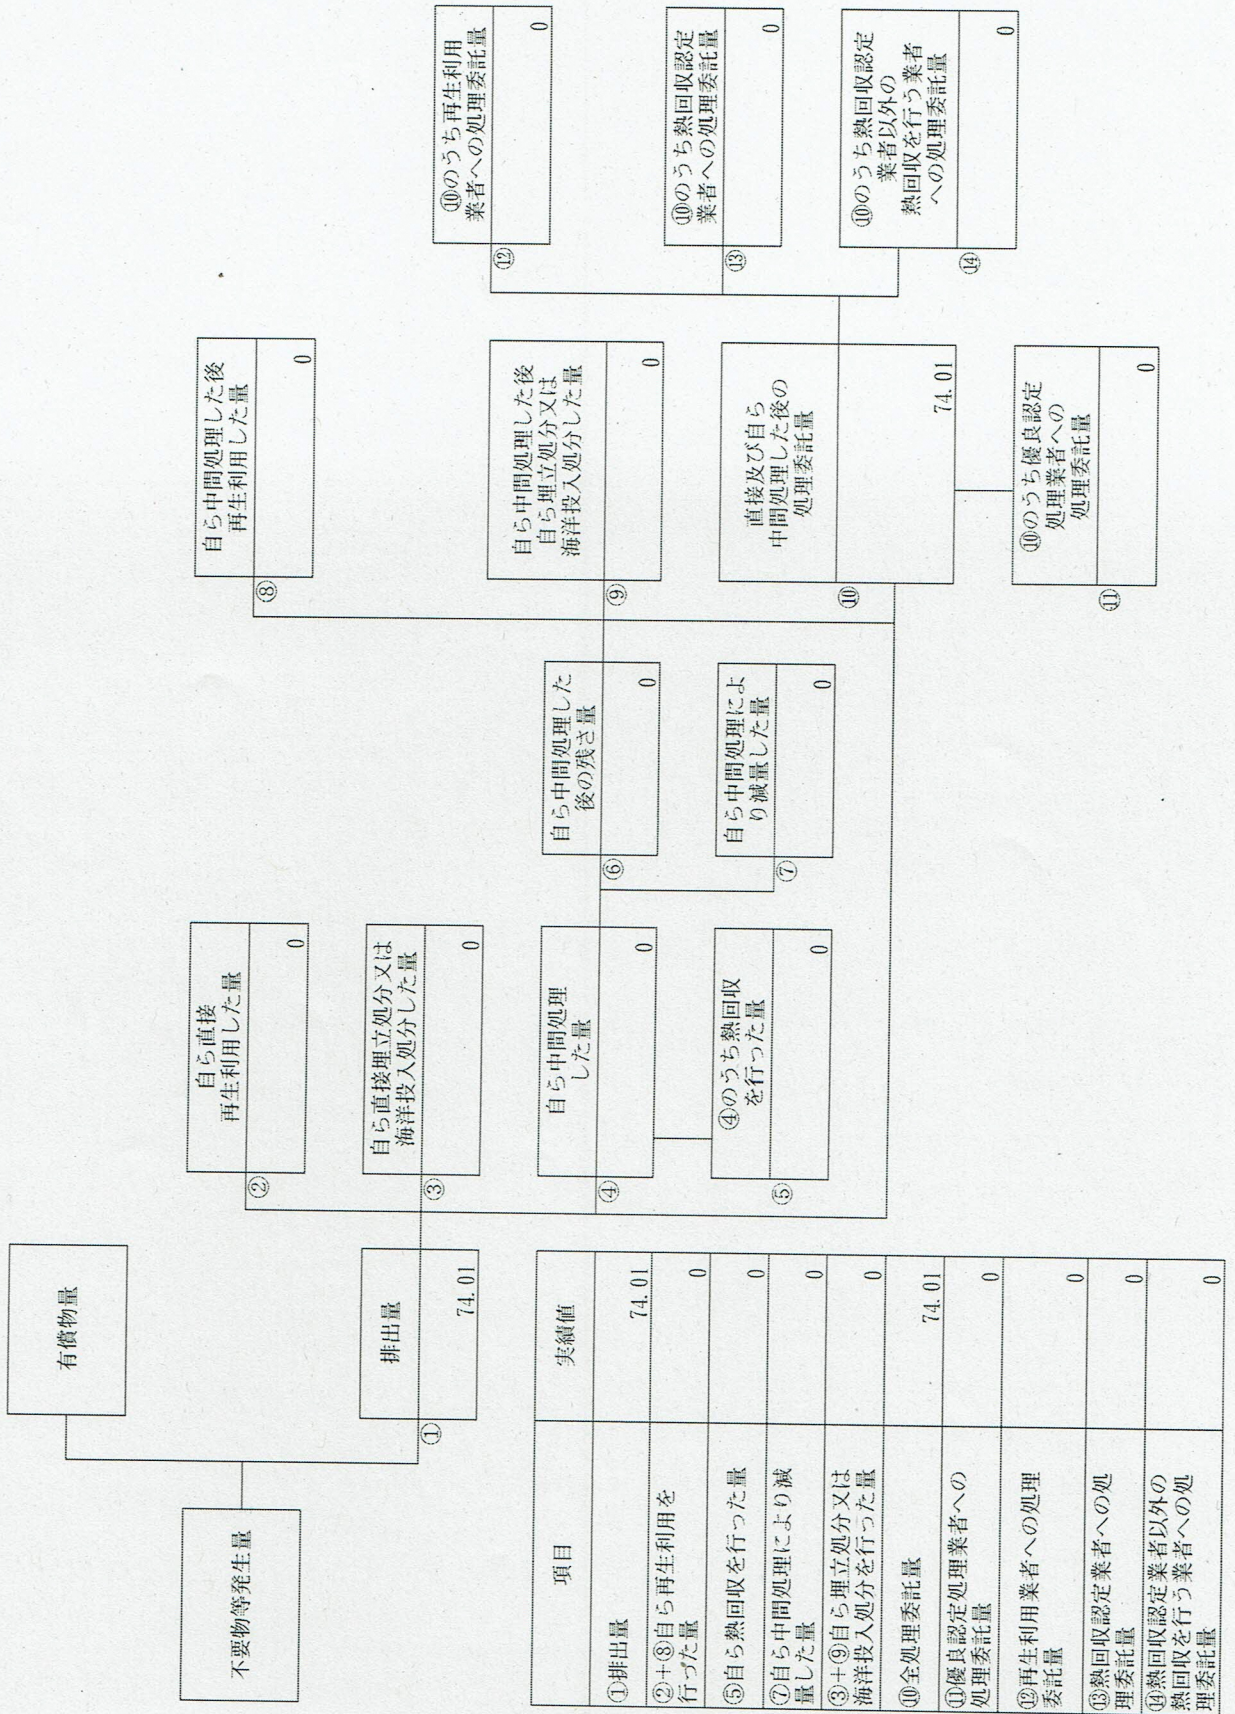 不要物等発生量
有償物量
①
排出量
74.01
②
自ら直接
再生利用した量
0
③
自ら直接埋立処分又は
海洋投入処分した量
0
④
自ら中間処理
した量
0
⑤
④のうち熱回収
を行った量
0
⑥
自ら中間処理した
後の残さ量
0
⑦
自ら中間処理によ
り減量した量
0
⑧
自ら中間処理した後
再生利用した量
0
⑨
自ら中間処理した後
自ら埋立処分又は
海洋投入処分した量
0
⑩
直接及び自ら
中間処理した後の
処理委託量
74.01
⑪
⑩のうち優良認定
処理業者への
処理委託量
0
⑫
⑩のうち再生利用
業者への処理委託量
0
⑬
⑩のうち熱回収認定
業者への処理委託量
0
⑭
⑩のうち熱回収認定
業者以外の
熱回収を行う業者
への処理委託量
0
項目 実績値
①排出量 74.01
②+⑧自ら再生利用を
行った量 0
⑤自ら熱回収を行った量 0
⑦自ら中間処理により減
量した量 0
③+⑨自ら埋立処分又は
海洋投入処分を行った量 0
⑩全処理委託量 74.01
⑪優良認定処理業者への
処理委託量 0
⑫再生利用業者への処理
委託量 0
⑬熱回収認定業者への処
理委託量 0
⑭熱回収認定業者以外の
熱回収を行う業者への処
理委託量 0